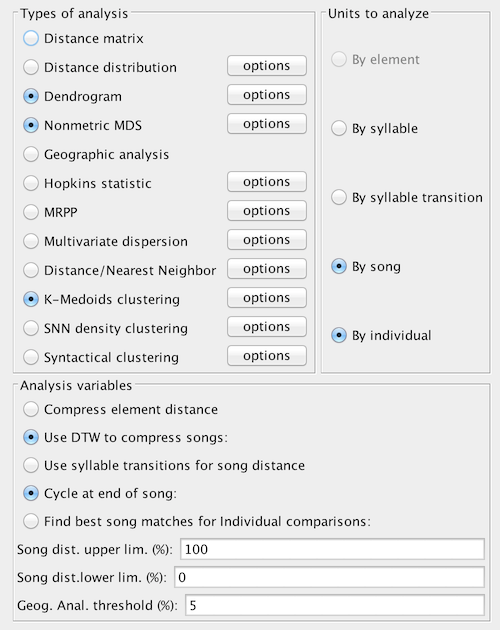 Types of analysis
Distance matrix
Distance distribution options
Dendrogram options
Nonmetric MDS options
Geographic analysis
Hopkins statistic options
MRPP options
Multivariate dispersion options
Distance/Nearest Neighbor options
K-Medoids clustering options
SNN density clustering options
Syntactical clustering options
Units to analyze
By element
By syllable
By syllable transition
By song
By individual
Analysis variables
Compress element distance
Use DTW to compress songs:
Use syllable transitions for song distance
Cycle at end of song:
Find best song matches for Individual comparisons:
Song dist. upper lim. (%): 100
Song dist.lower lim. (%): 0
Geog. Anal. threshold (%): 5